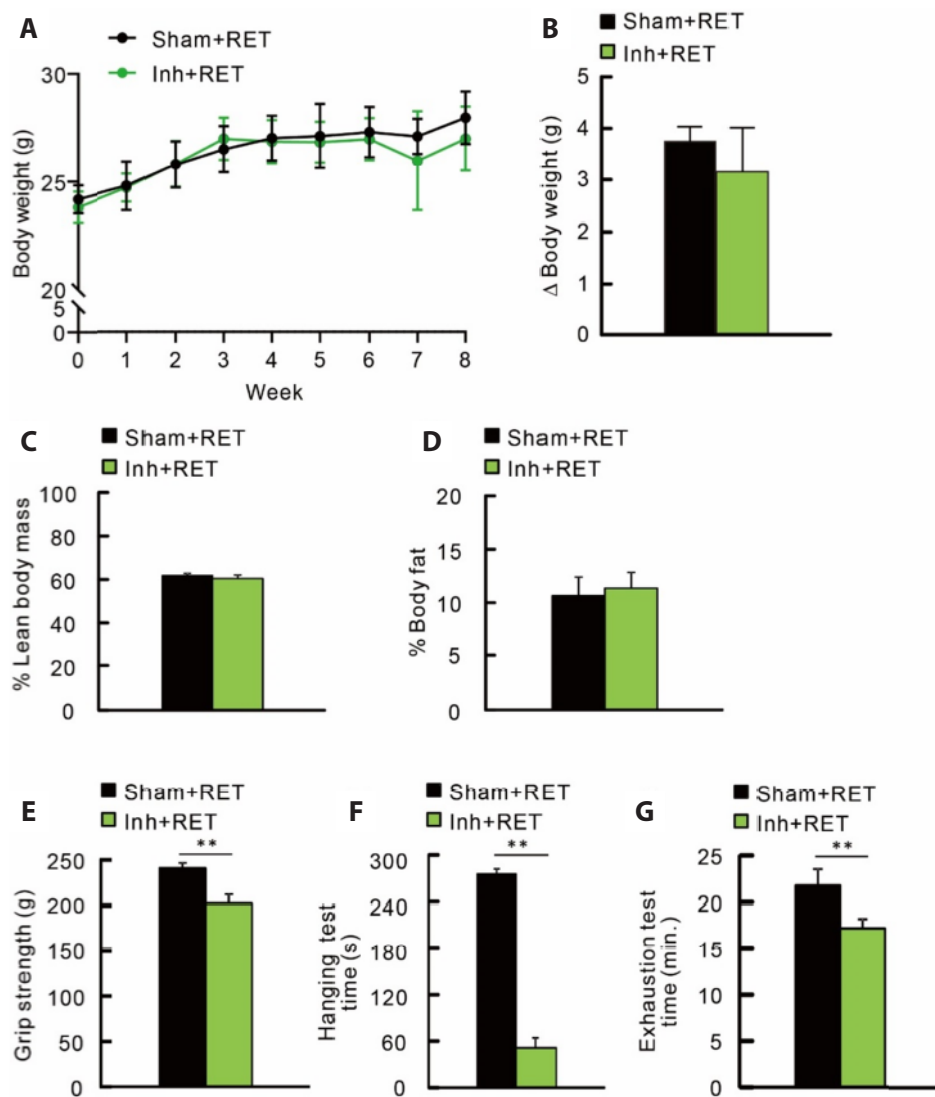 A
Sham+RET
Inh+RET
Body weight (g)
30
25
20
5
0
0 1 2 3 4 5 6 7 8
Week
B
Sham+RET
Inh+RET
Δ Body weight (g)
5
4
3
2
1
0
C
Sham+RET
Inh+RET
% Lean body mass
100
80
60
40
20
0
D
Sham+RET
Inh+RET
% Body fat
20
15
10
5
0
E
Sham+RET
Inh+RET
**
Grip strength (g)
250
200
150
100
50
0
F
Sham+RET
Inh+RET
**
Hanging test
time (s)
300
240
180
120
60
0
G
Sham+RET
Inh+RET
**
Exhaustion test
time (min.)
25
20
15
10
5
0